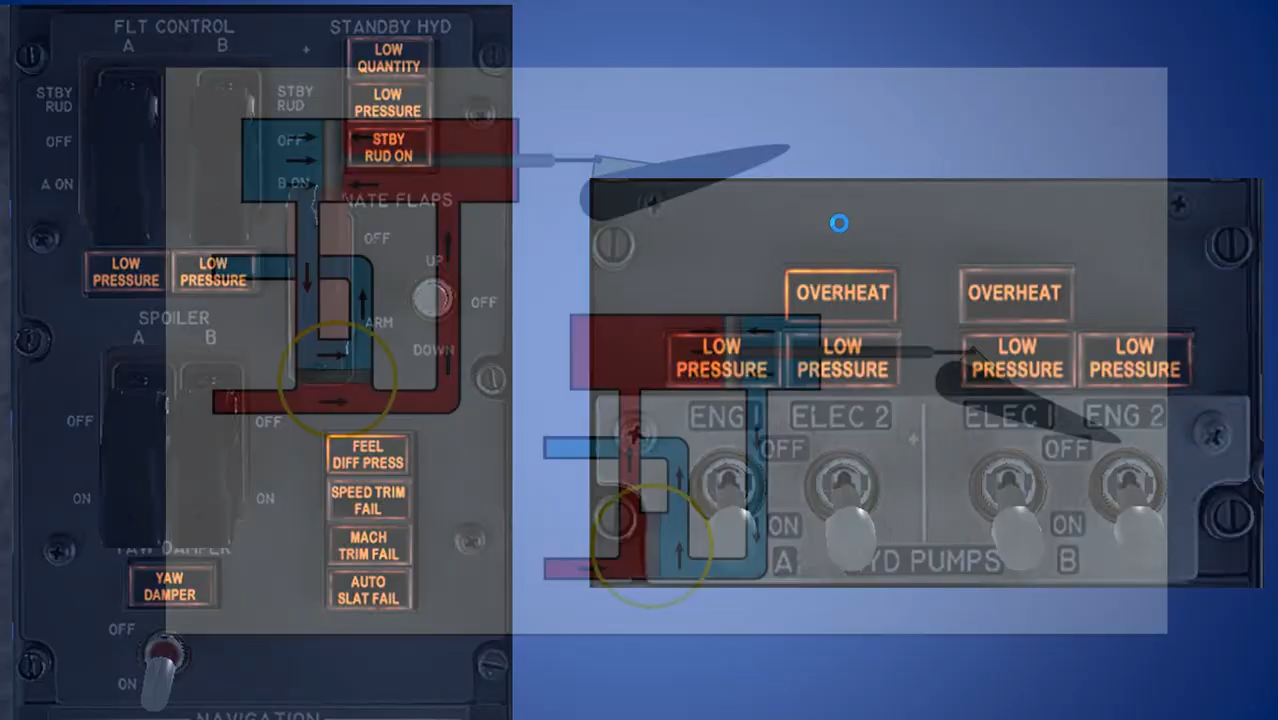 FLT CONTROL
A
B
STANDBY HYD
LOW
QUANTITY
STBY
RUD
STBY
RUD
LOW
PRESSURE
OFF
OFF
STBY
RUD ON
A ON
B ON
NATE FLAPS
OFF
UP
LOW
PRESSURE
LOW
PRESSURE
OFF
SPOILER
A
B
ARM
DOWN
OFF
OFF
FEEL
DIFF PRESS
ON
ON
SPEED TRIM
FAIL
MACH
TRIM FAIL
YAW DAMPER
YAW
DAMPER
AUTO
SLAT FAIL
OFF
ON
NAVIGATION
OVERHEAT
OVERHEAT
LOW
PRESSURE
LOW
PRESSURE
LOW
PRESSURE
LOW
PRESSURE
ENG 1
ELEC 2
ELEC 1
ENG 2
OFF
OFF
ON
ON
A
HYD PUMPS
B